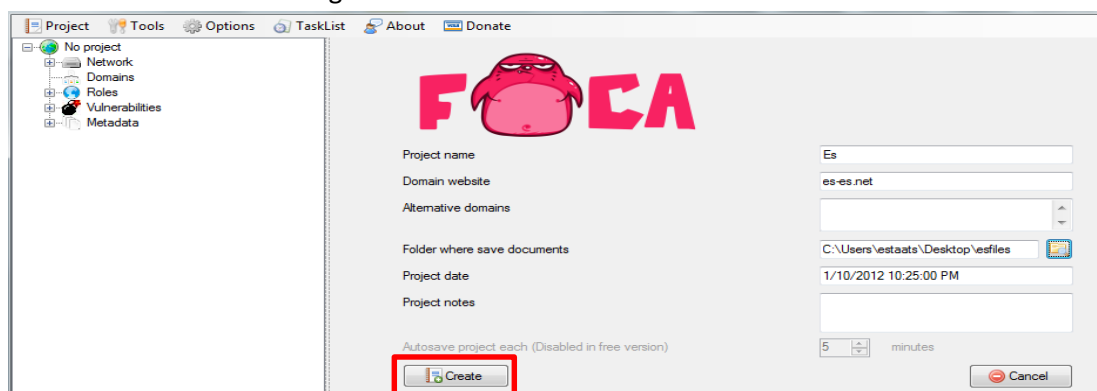 Project Tools Options TaskList About Donate
No project
Network
Domains
Roles
Vulnerabilities
Metadata
FOCA
Project name Es
Domain website es-es.net
Alternative domains
Folder where save documents C:\Users\estaats\Desktop\esfiles
Project date 1/10/2012 10:25:00 PM
Project notes
Autosave project each (Disabled in free version) 5 minutes
Create Cancel